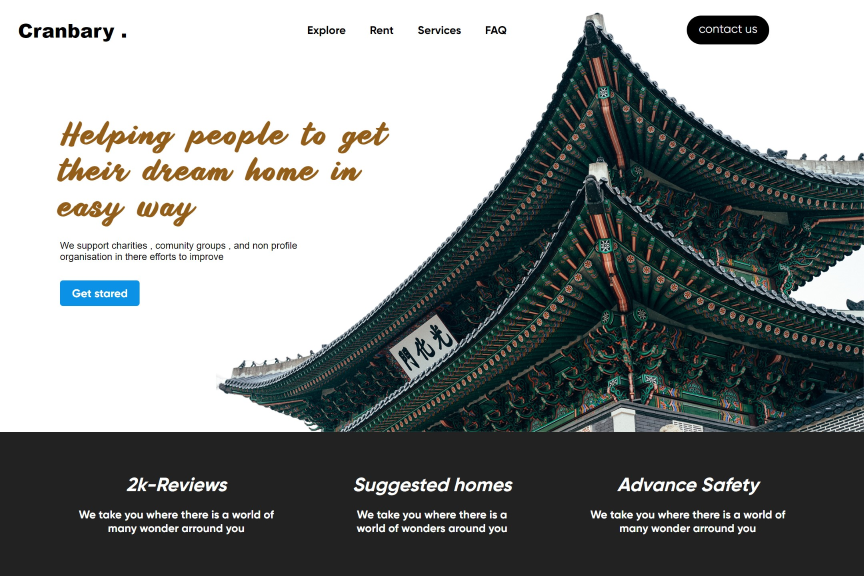 Cranbary .
Explore Rent Services FAQ
contact us
Helping people to get
their dream home in
easy way
We support charities , comunity groups , and non profile
organisation in there efforts to improve
Get stared
門化光
2k-Reviews
We take you where there is a world of
many wonder arround you
Suggested homes
We take you where there is a
world of wonders around you
Advance Safety
We take you where there is a world of
many wonder arround you